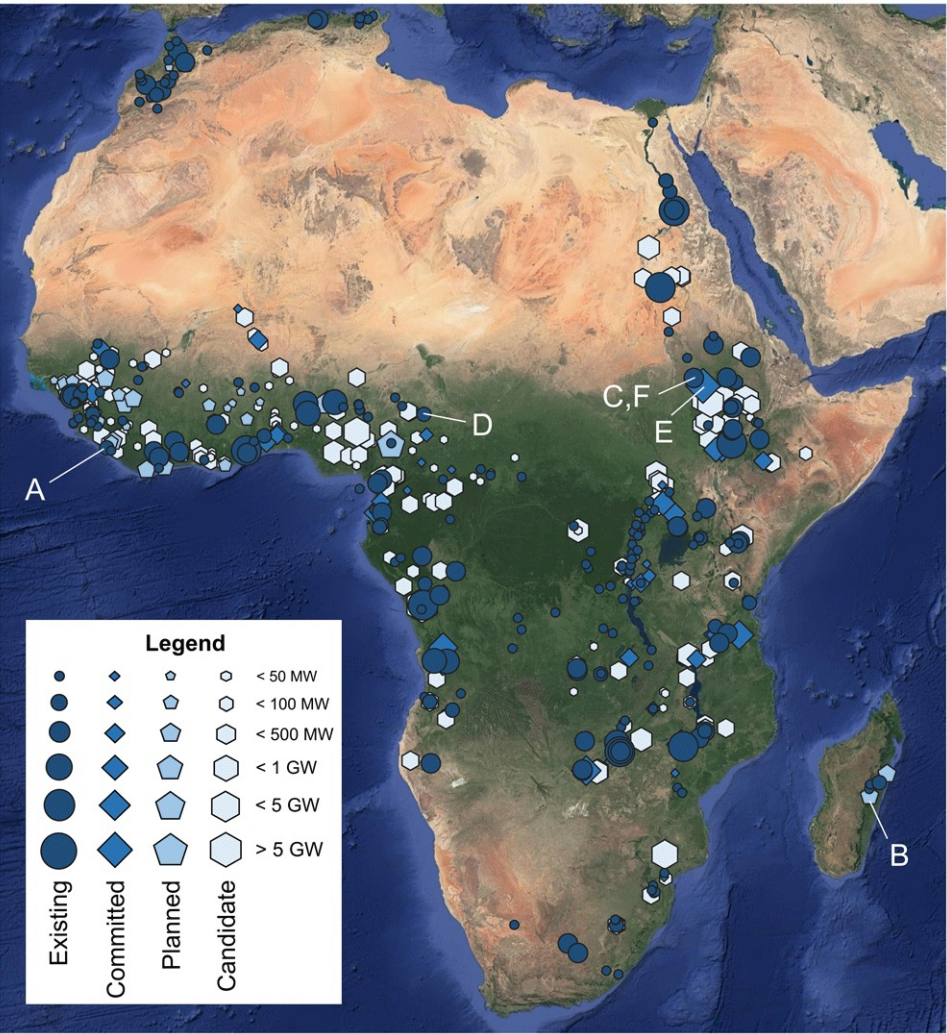 C,F
D
E
A
Legend
< 50 MW
< 100 MW
< 500 MW
< 1 GW
< 5 GW
> 5 GW
Existing
Committed
Planned
Candidate
B